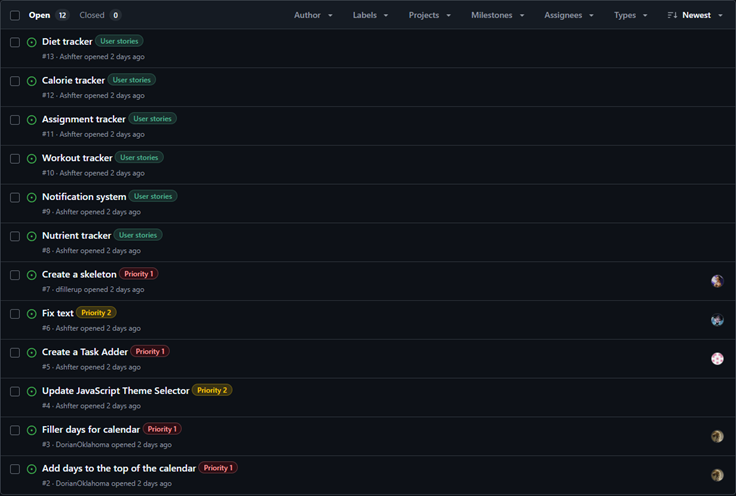 Open 12 Closed 0 Author Labels Projects Milestones Assignees Types Newest
Diet tracker User stories
#13 · Ashfter opened 2 days ago
Calorie tracker User stories
#12 · Ashfter opened 2 days ago
Assignment tracker User stories
#11 · Ashfter opened 2 days ago
Workout tracker User stories
#10 · Ashfter opened 2 days ago
Notification system User stories
#9 · Ashfter opened 2 days ago
Nutrient tracker User stories
#8 · Ashfter opened 2 days ago
Create a skeleton Priority 1
#7 · dfillerup opened 2 days ago
Fix text Priority 2
#6 · Ashfter opened 2 days ago
Create a Task Adder Priority 1
#5 · Ashfter opened 2 days ago
Update JavaScript Theme Selector Priority 2
#4 · Ashfter opened 2 days ago
Filler days for calendar Priority 1
#3 · DorianOklahoma opened 2 days ago
Add days to the top of the calendar Priority 1
#2 · DorianOklahoma opened 2 days ago